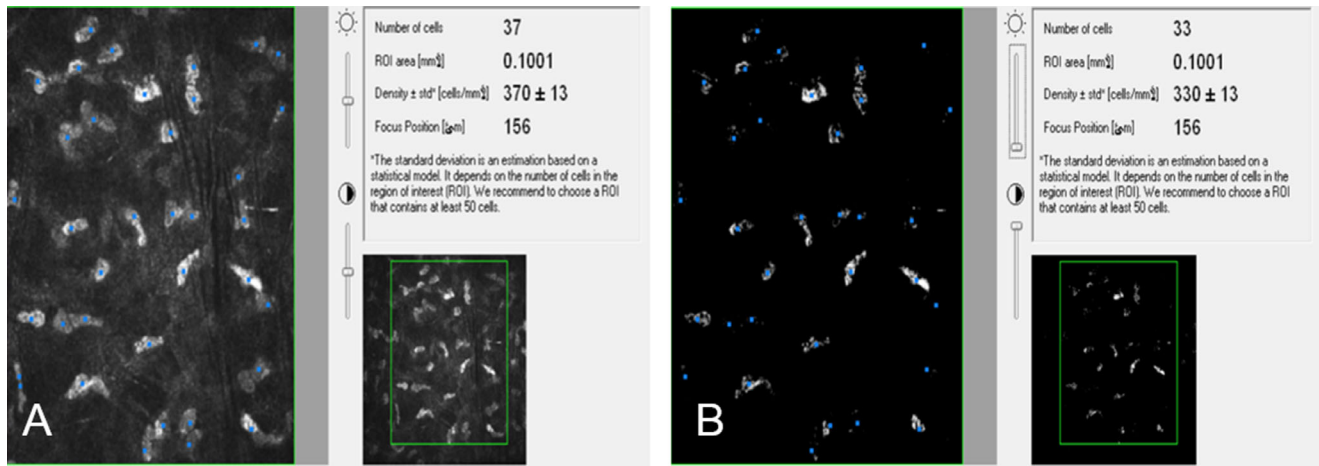 Number of cells 37
ROI area [mm²]] 0.1001
Density ± std* [cells/mm²]] 370 ± 13
Focus Position [m] 156
*The standard deviation is an estimation based on a
statistical model. It depends on the number of cells in the
region of interest (ROI). We recommend to choose a ROI
that contains at least 50 cells.
A
Number of cells 33
ROI area [mm²]] 0.1001
Density ± std* [cells/mm²]] 330 ± 13
Focus Position [m] 156
*The standard deviation is an estimation based on a
statistical model. It depends on the number of cells in the
region of interest (ROI). We recommend to choose a ROI
that contains at least 50 cells.
B